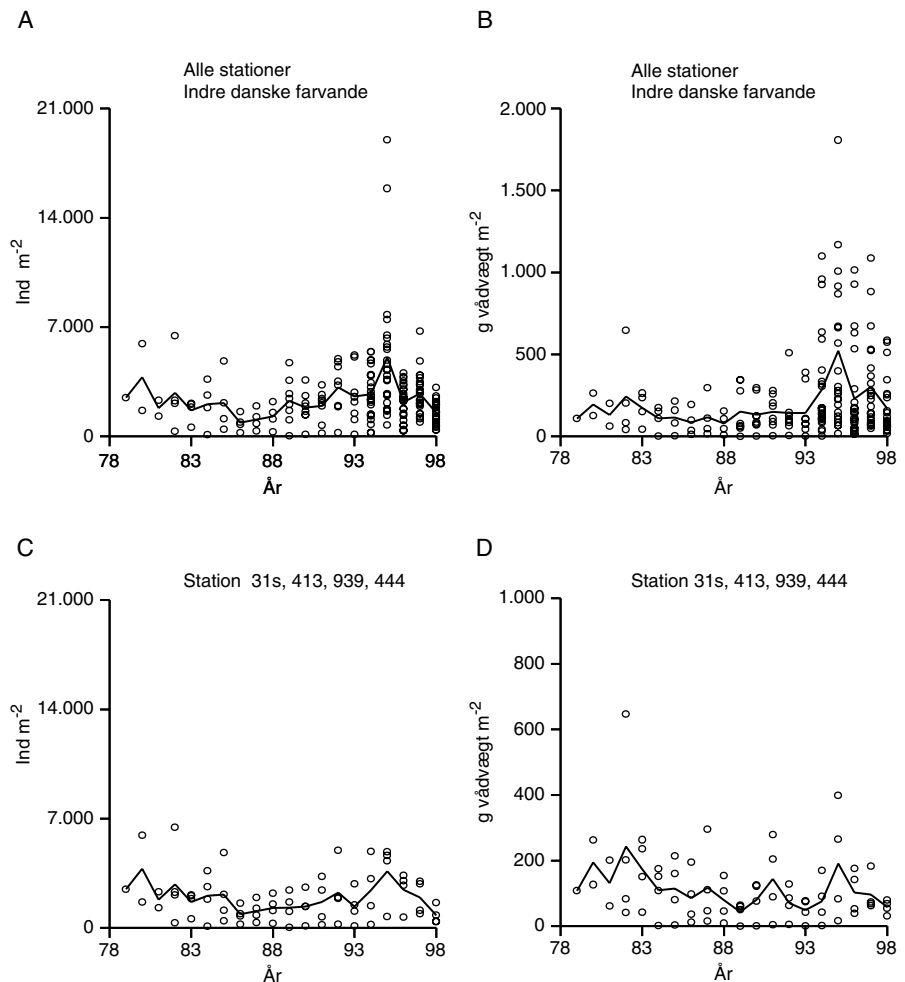 A
Alle stationer
Indre danske farvande
21.000
14.000
7.000
0
Ind m⁻²
78 83 88 93 98
År
B
Alle stationer
Indre danske farvande
2.000
1.500
1.000
500
0
g vådvægt m⁻²
78 83 88 93 98
År
C
Station 31s, 413, 939, 444
21.000
14.000
7.000
0
Ind m⁻²
78 83 88 93 98
År
D
Station 31s, 413, 939, 444
1.000
800
600
400
200
0
g vådvægt m⁻²
78 83 88 93 98
År